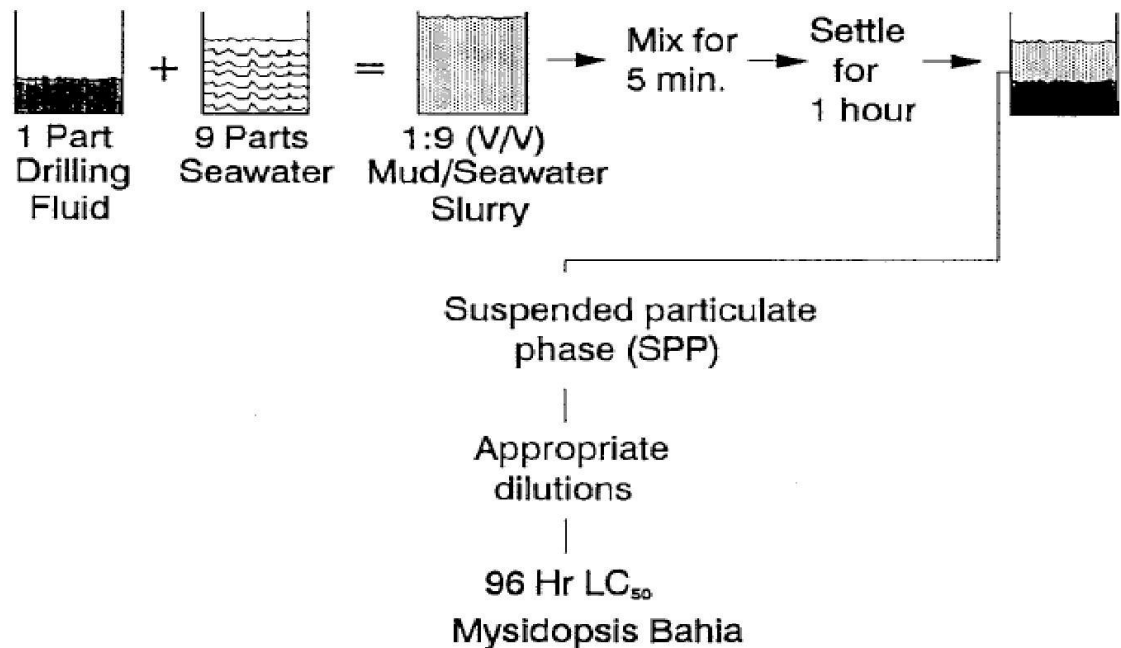 +
=
1 Part
Drilling
Fluid
9 Parts
Seawater
1:9 (V/V)
Mud/Seawater
Slurry
Mix for
5 min.
Settle
for
1 hour
Suspended particulate
phase (SPP)
Appropriate
dilutions
96 Hr LC₅₀
Mysidopsis Bahia